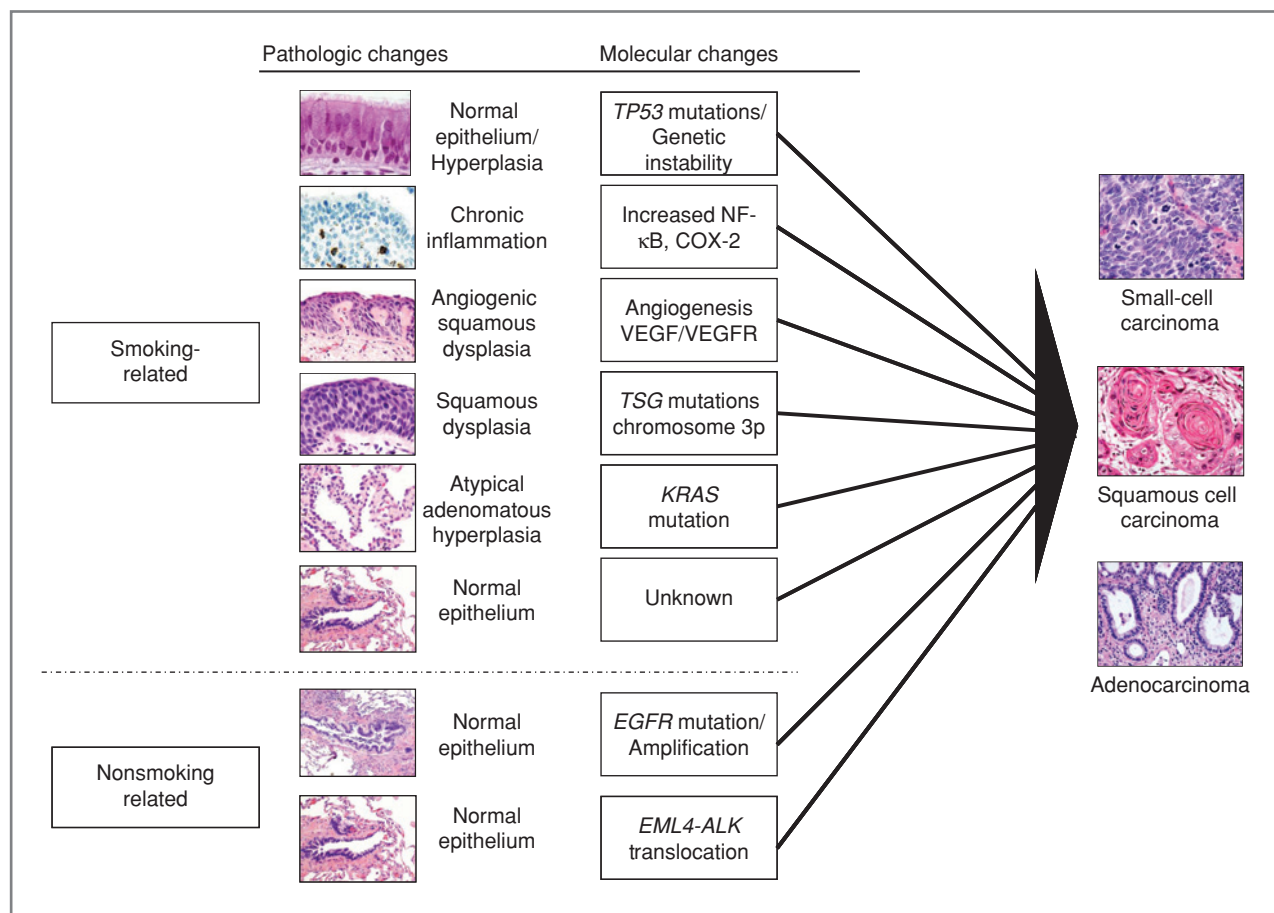 Pathologic changes
Molecular changes
Normal
epithelium/
Hyperplasia
TP53 mutations/
Genetic
instability
Chronic
inflammation
Increased NF-
κB, COX-2
Angiogenic
squamous
dysplasia
Angiogenesis
VEGF/VEGFR
Smoking-
related
Squamous
dysplasia
TSG mutations
chromosome 3p
Atypical
adenomatous
hyperplasia
KRAS
mutation
Normal
epithelium
Unknown
Nonsmoking
related
Normal
epithelium
EGFR mutation/
Amplification
Normal
epithelium
EML4-ALK
translocation
Small-cell
carcinoma
Squamous cell
carcinoma
Adenocarcinoma